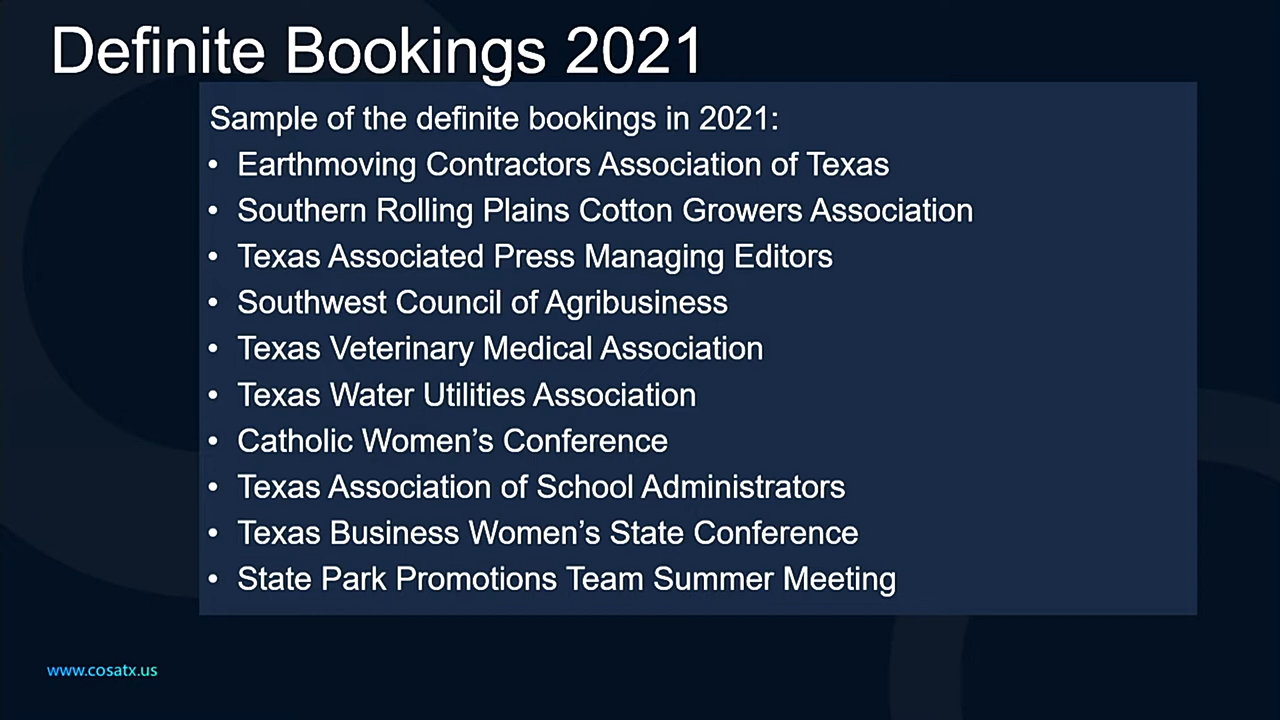 Definite Bookings 2021
Sample of the definite bookings in 2021:
• Earthmoving Contractors Association of Texas
• Southern Rolling Plains Cotton Growers Association
• Texas Associated Press Managing Editors
• Southwest Council of Agribusiness
• Texas Veterinary Medical Association
• Texas Water Utilities Association
• Catholic Women’s Conference
• Texas Association of School Administrators
• Texas Business Women’s State Conference
• State Park Promotions Team Summer Meeting
www.cosatx.us